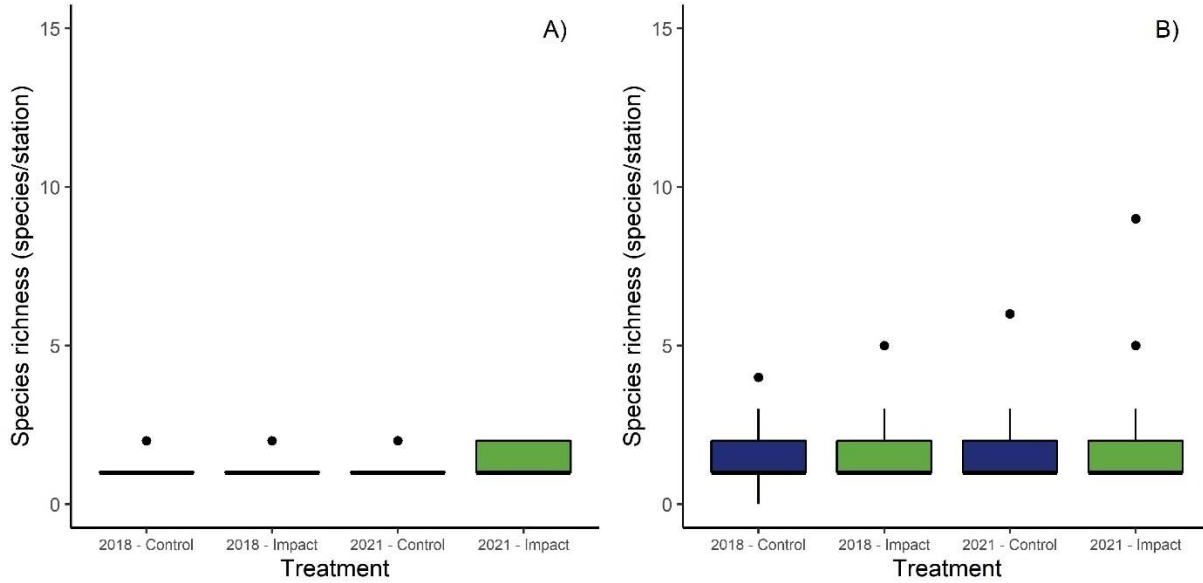 A)
Species richness (species/station)
15
10
5
0
2018 - Control 2018 - Impact 2021 - Control 2021 - Impact
Treatment
B)
Species richness (species/station)
15
10
5
0
2018 - Control 2018 - Impact 2021 - Control 2021 - Impact
Treatment